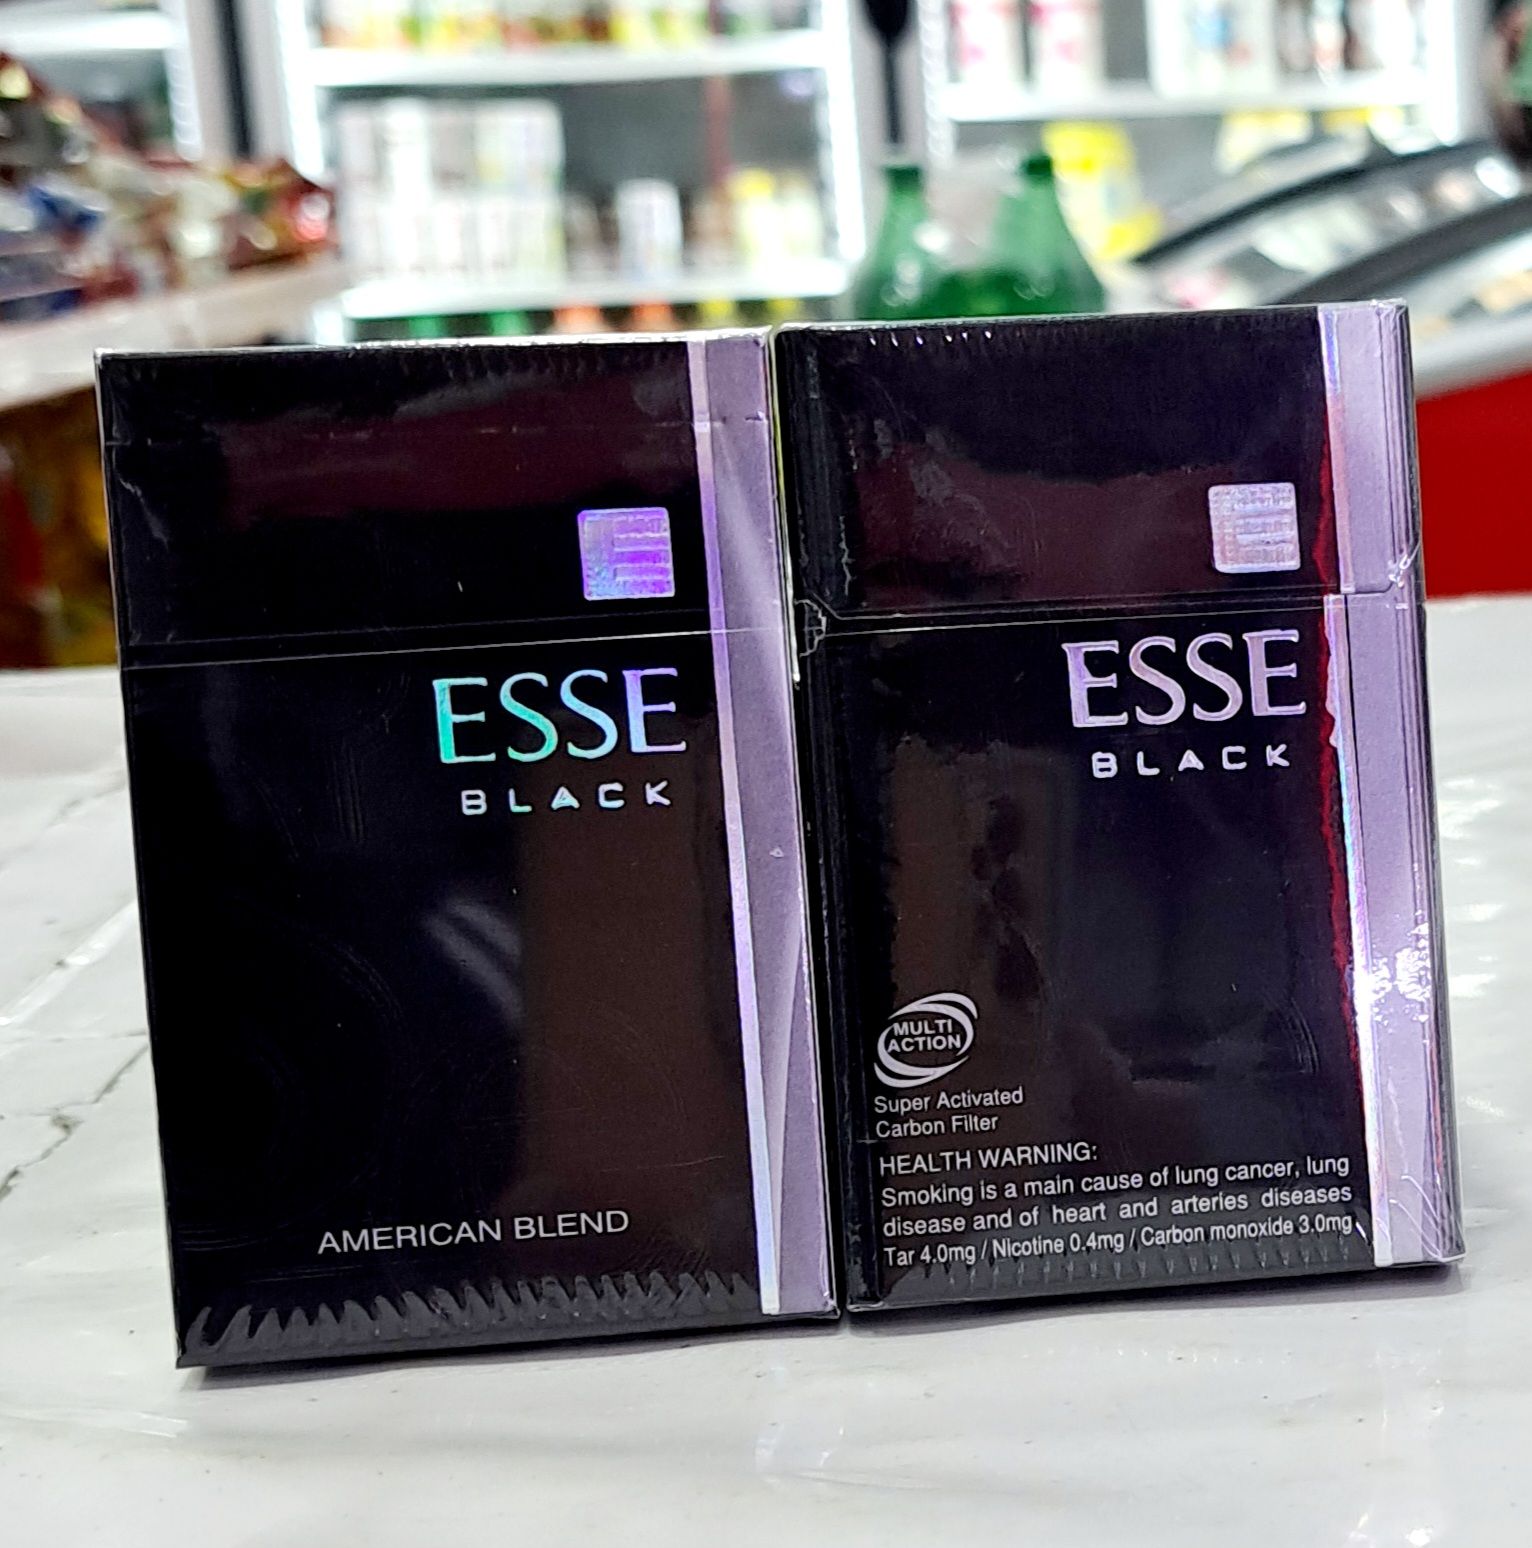 ESSE
BLACK
AMERICAN BLEND
ESSE
BLACK
MULTI
ACTION
Super Activated
Carbon Filter
HEALTH WARNING:
Smoking is a main cause of lung cancer, lung
disease and of heart and arteries diseases
Tar 4.0mg / Nicotine 0.4mg / Carbon monoxide 3.0mg